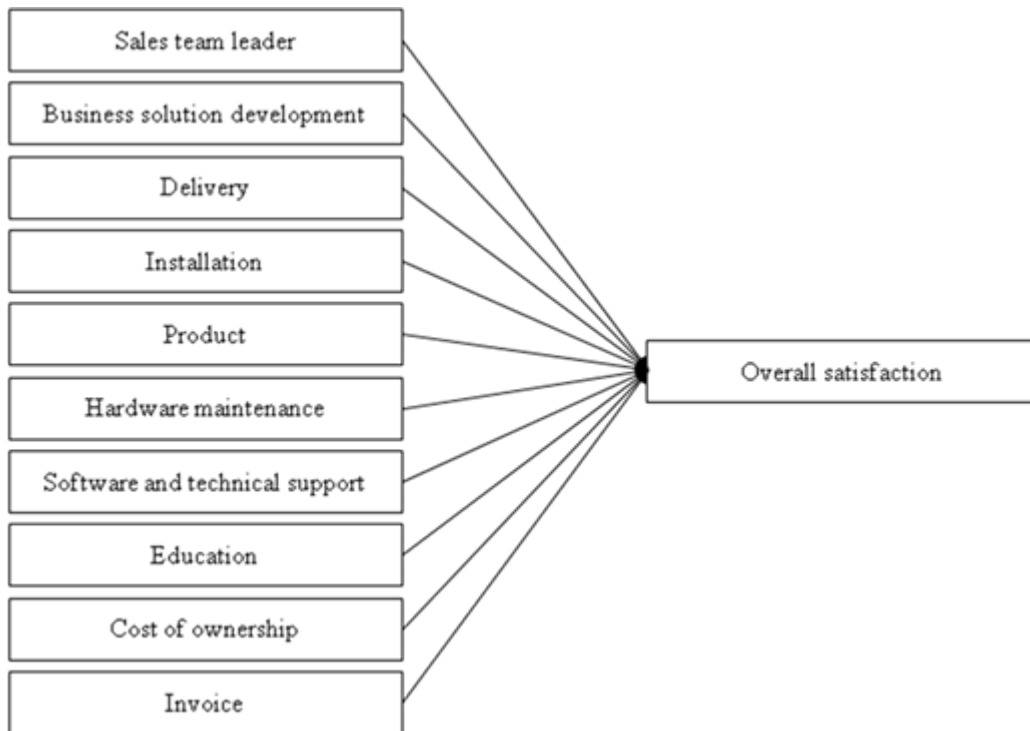 Sales team leader
Business solution development
Delivery
Installation
Product
Hardware maintenance
Overall satisfaction
Software and technical support
Education
Cost of ownership
Invoice